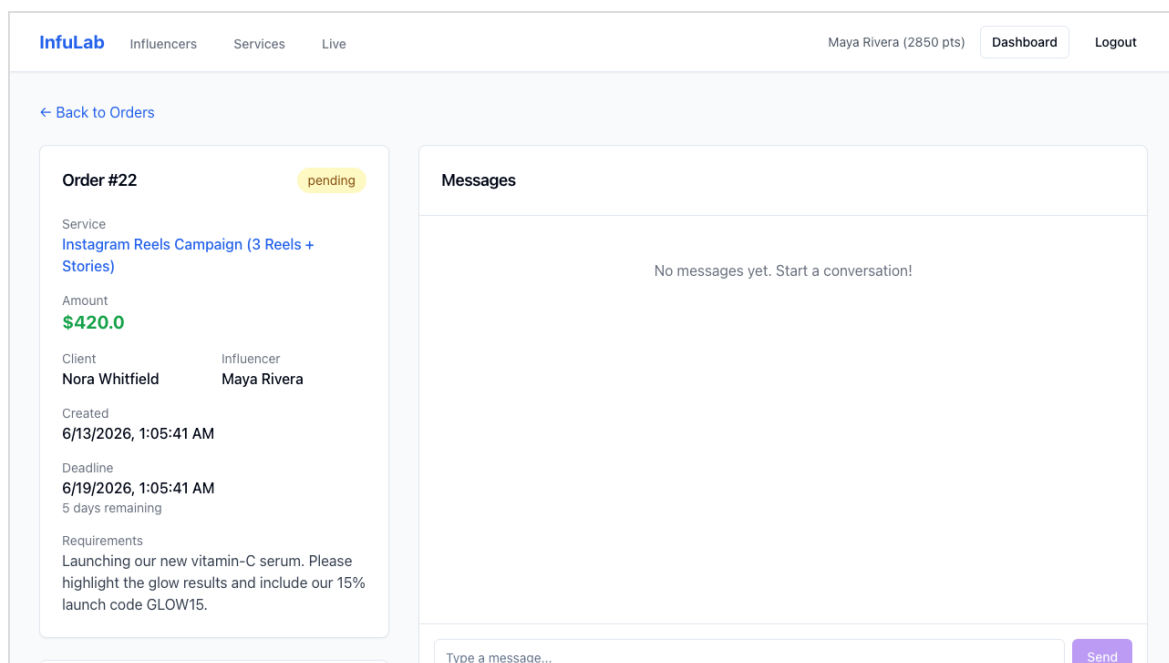 InfuLab
Influencers
Services
Live
Maya Rivera (2850 pts)
Dashboard
Logout
← Back to Orders
Order #22
pending
Service
Instagram Reels Campaign (3 Reels +
Stories)
Amount
$420.0
Client
Influencer
Nora Whitfield
Maya Rivera
Created
6/13/2026, 1:05:41 AM
Deadline
6/19/2026, 1:05:41 AM
5 days remaining
Requirements
Launching our new vitamin-C serum. Please
highlight the glow results and include our 15%
launch code GLOW15.
Messages
No messages yet. Start a conversation!
Type a message...
Send